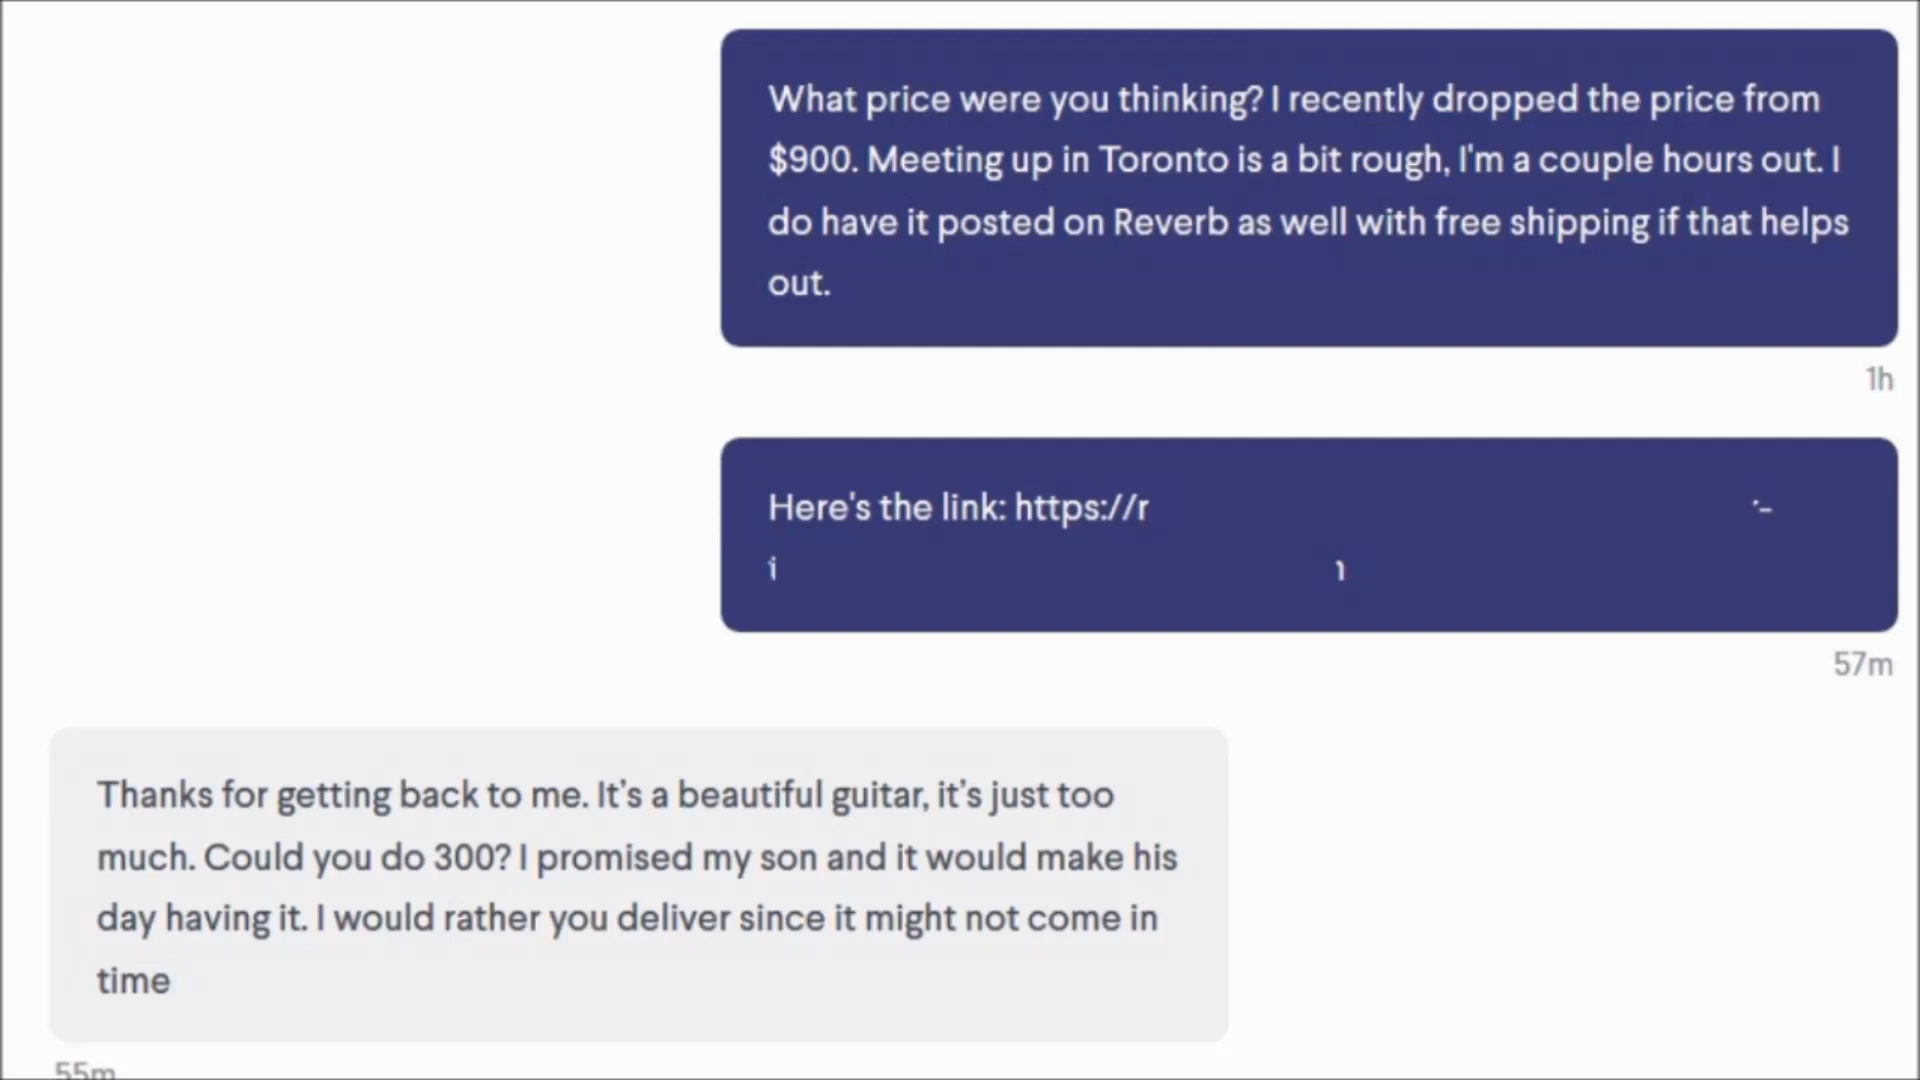 What price were you thinking? I recently dropped the price from
$900. Meeting up in Toronto is a bit rough, I'm a couple hours out. I
do have it posted on Reverb as well with free shipping if that helps
out.
1h
Here's the link: https://r
57m
Thanks for getting back to me. It’s a beautiful guitar, it’s just too
much. Could you do 300? I promised my son and it would make his
day having it. I would rather you deliver since it might not come in
time
55m